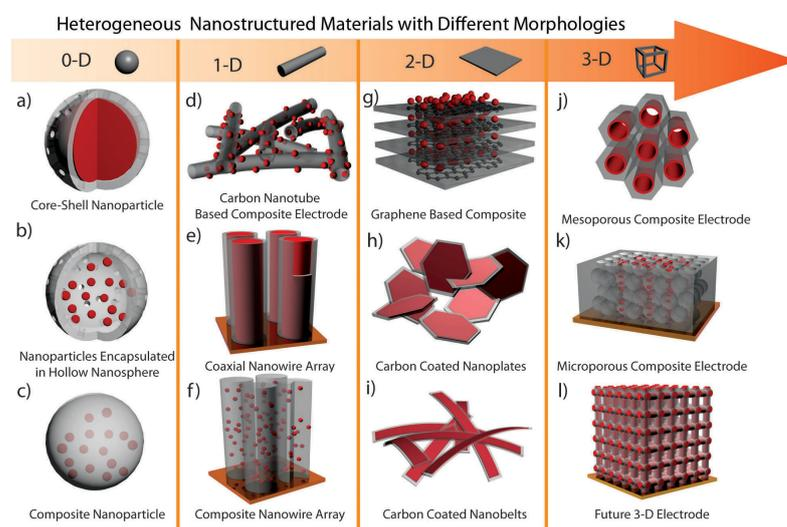 Heterogeneous Nanostructured Materials with Different Morphologies
0-D
1-D
2-D
3-D
a)
Core-Shell Nanoparticle
b)
Nanoparticles Encapsulated
in Hollow Nanosphere
c)
Composite Nanoparticle
d)
Carbon Nanotube
Based Composite Electrode
e)
Coaxial Nanowire Array
f)
Composite Nanowire Array
g)
Graphene Based Composite
h)
Carbon Coated Nanoplates
i)
Carbon Coated Nanobelts
j)
Mesoporous Composite Electrode
k)
Microporous Composite Electrode
l)
Future 3-D Electrode